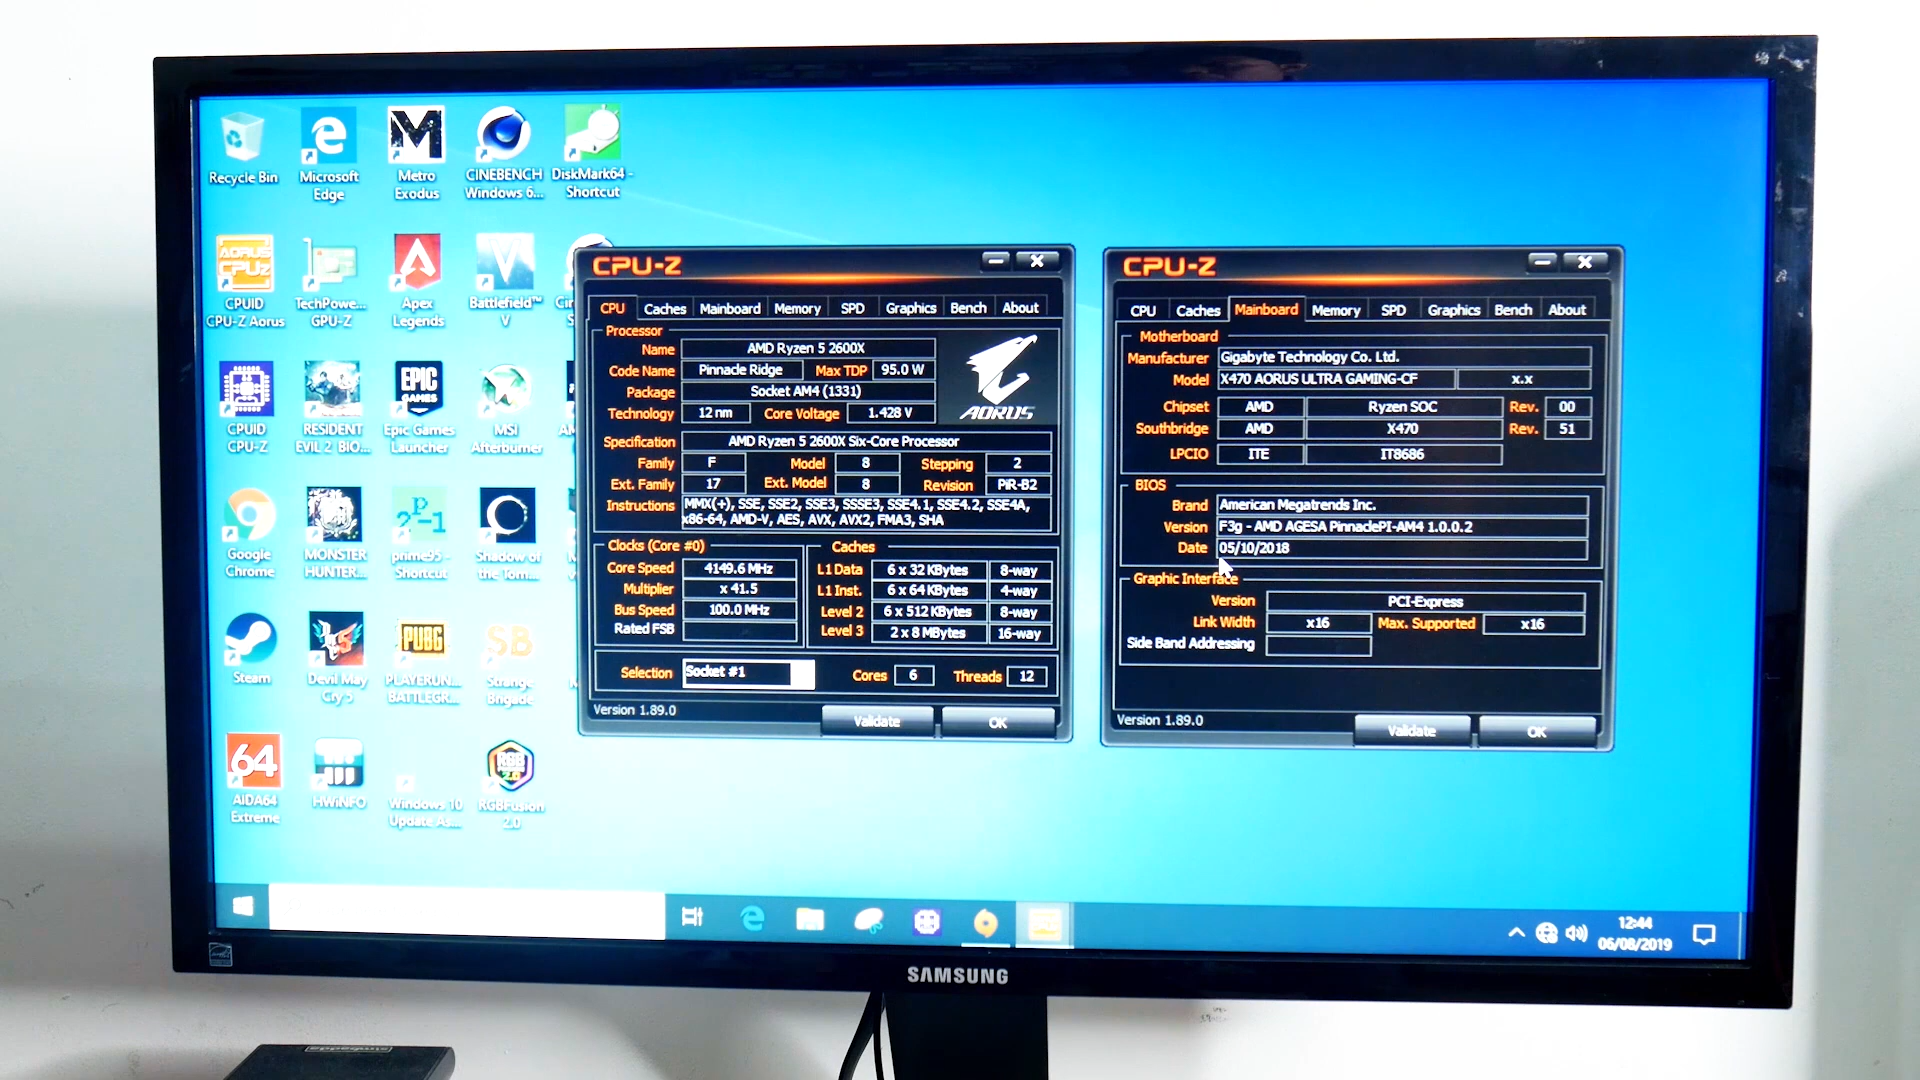 Recycle Bin
Microsoft Edge
Metro Exodus
CINEBENCH Windows 6...
DiskMark64 - Shortcut
AORUS CPUz
CPUID CPU-Z Aorus
TechPowe... GPU-Z
Apex Legends
Battlefield™ V
CPUID CPU-Z
RESIDENT EVIL 2 BIO...
EPIC GAMES
Epic Games Launcher
MSI Afterburner
Google Chrome
MONSTER HUNTER:...
prime95 - Shortcut
Shadow of the Tom...
Steam
Devil May Cry 5
PUBG
PLAYERUN... BATTLEGR...
SB
Strange Brigade
64
AIDA64 Extreme
HWiNFO
Windows 10 Update As...
RGB 2.0
RGBFusion 2.0
CPU-Z
CPU Caches Mainboard Memory SPD Graphics Bench About
Processor
Name AMD Ryzen 5 2600X
Code Name Pinnacle Ridge Max TDP 95.0 W
Package Socket AM4 (1331)
Technology 12 nm Core Voltage 1.428 V
AORUS
Specification AMD Ryzen 5 2600X Six-Core Processor
Family F Model 8 Stepping 2
Ext. Family 17 Ext. Model 8 Revision PiR-B2
Instructions MMX(+), SSE, SSE2, SSE3, SSSE3, SSE4.1, SSE4.2, SSE4A,
x86-64, AMD-V, AES, AVX, AVX2, FMA3, SHA
Clocks (Core #0)
Core Speed 4149.6 MHz
Multiplier x 41.5
Bus Speed 100.0 MHz
Rated FSB
Caches
L1 Data 6 x 32 KBytes 8-way
L1 Inst. 6 x 64 KBytes 4-way
Level 2 6 x 512 KBytes 8-way
Level 3 2 x 8 MBytes 16-way
Selection Socket #1 Cores 6 Threads 12
Version 1.89.0
Validate OK
CPU-Z
CPU Caches Mainboard Memory SPD Graphics Bench About
Motherboard
Manufacturer Gigabyte Technology Co. Ltd.
Model X470 AORUS ULTRA GAMING-CF x.x
Chipset AMD Ryzen SOC Rev. 00
Southbridge AMD X470 Rev. 51
LPCIO ITE IT8686
BIOS
Brand American Megatrends Inc.
Version F3g - AMD AGESA PinnaclePI-AM4 1.0.0.2
Date 05/10/2018
Graphic Interface
Version PCI-Express
Link Width x16 Max. Supported x16
Side Band Addressing
Version 1.89.0
Validate OK
12:44
06/08/2019
SAMSUNG